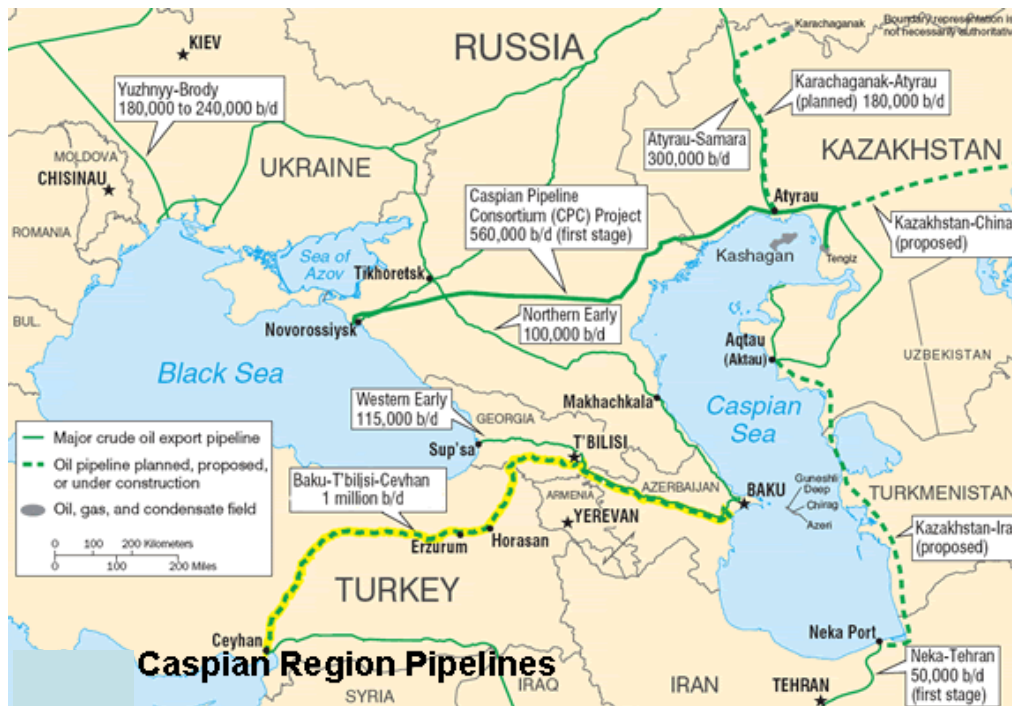 Karachaganak
Boundary representation is
not necessarily authoritativ
KIEV
RUSSIA
Yuzhnyy-Brody
180,000 to 240,000 b/d
Karachaganak-Atyrau
(planned) 180,000 b/d
Atyrau-Samara
300,000 b/d
KAZAKHSTAN
MOLDOVA
CHISINAU
UKRAINE
Caspian Pipeline
Consortium (CPC) Project
560,000 b/d (first stage)
Atyrau
ROMANIA
Kazakhstan-China
(proposed)
Sea of
Azov
Kashagan
Tengiz
Tikhoretsk
Northern Early
100,000 b/d
BUL.
Novorossiysk
Aqtau
(Aktau)
UZBEKISTAN
Black Sea
Western Early
115,000 b/d
Makhachkala
Caspian
Sea
GEORGIA
Major crude oil export pipeline
Oil pipeline planned, proposed,
or under construction
Oil, gas, and condensate field
0 100 200 Kilometers
0 100 200 Miles
Sup'sa
T'BILISI
Baku-T'bilisi-Cevhan
1 million b/d
AZERBAIJAN
BAKU
Guneshli
Deep
Chirag
Azeri
TURKMENISTAN
ARMENIA
YEREVAN
Erzurum
Horasan
Kazakhstan-Ira
(proposed)
TURKEY
Ceyhan
Neka Port
Caspian Region Pipelines
Neka-Tehran
50,000 b/d
(first stage)
SYRIA
IRAQ
IRAN
TEHRAN